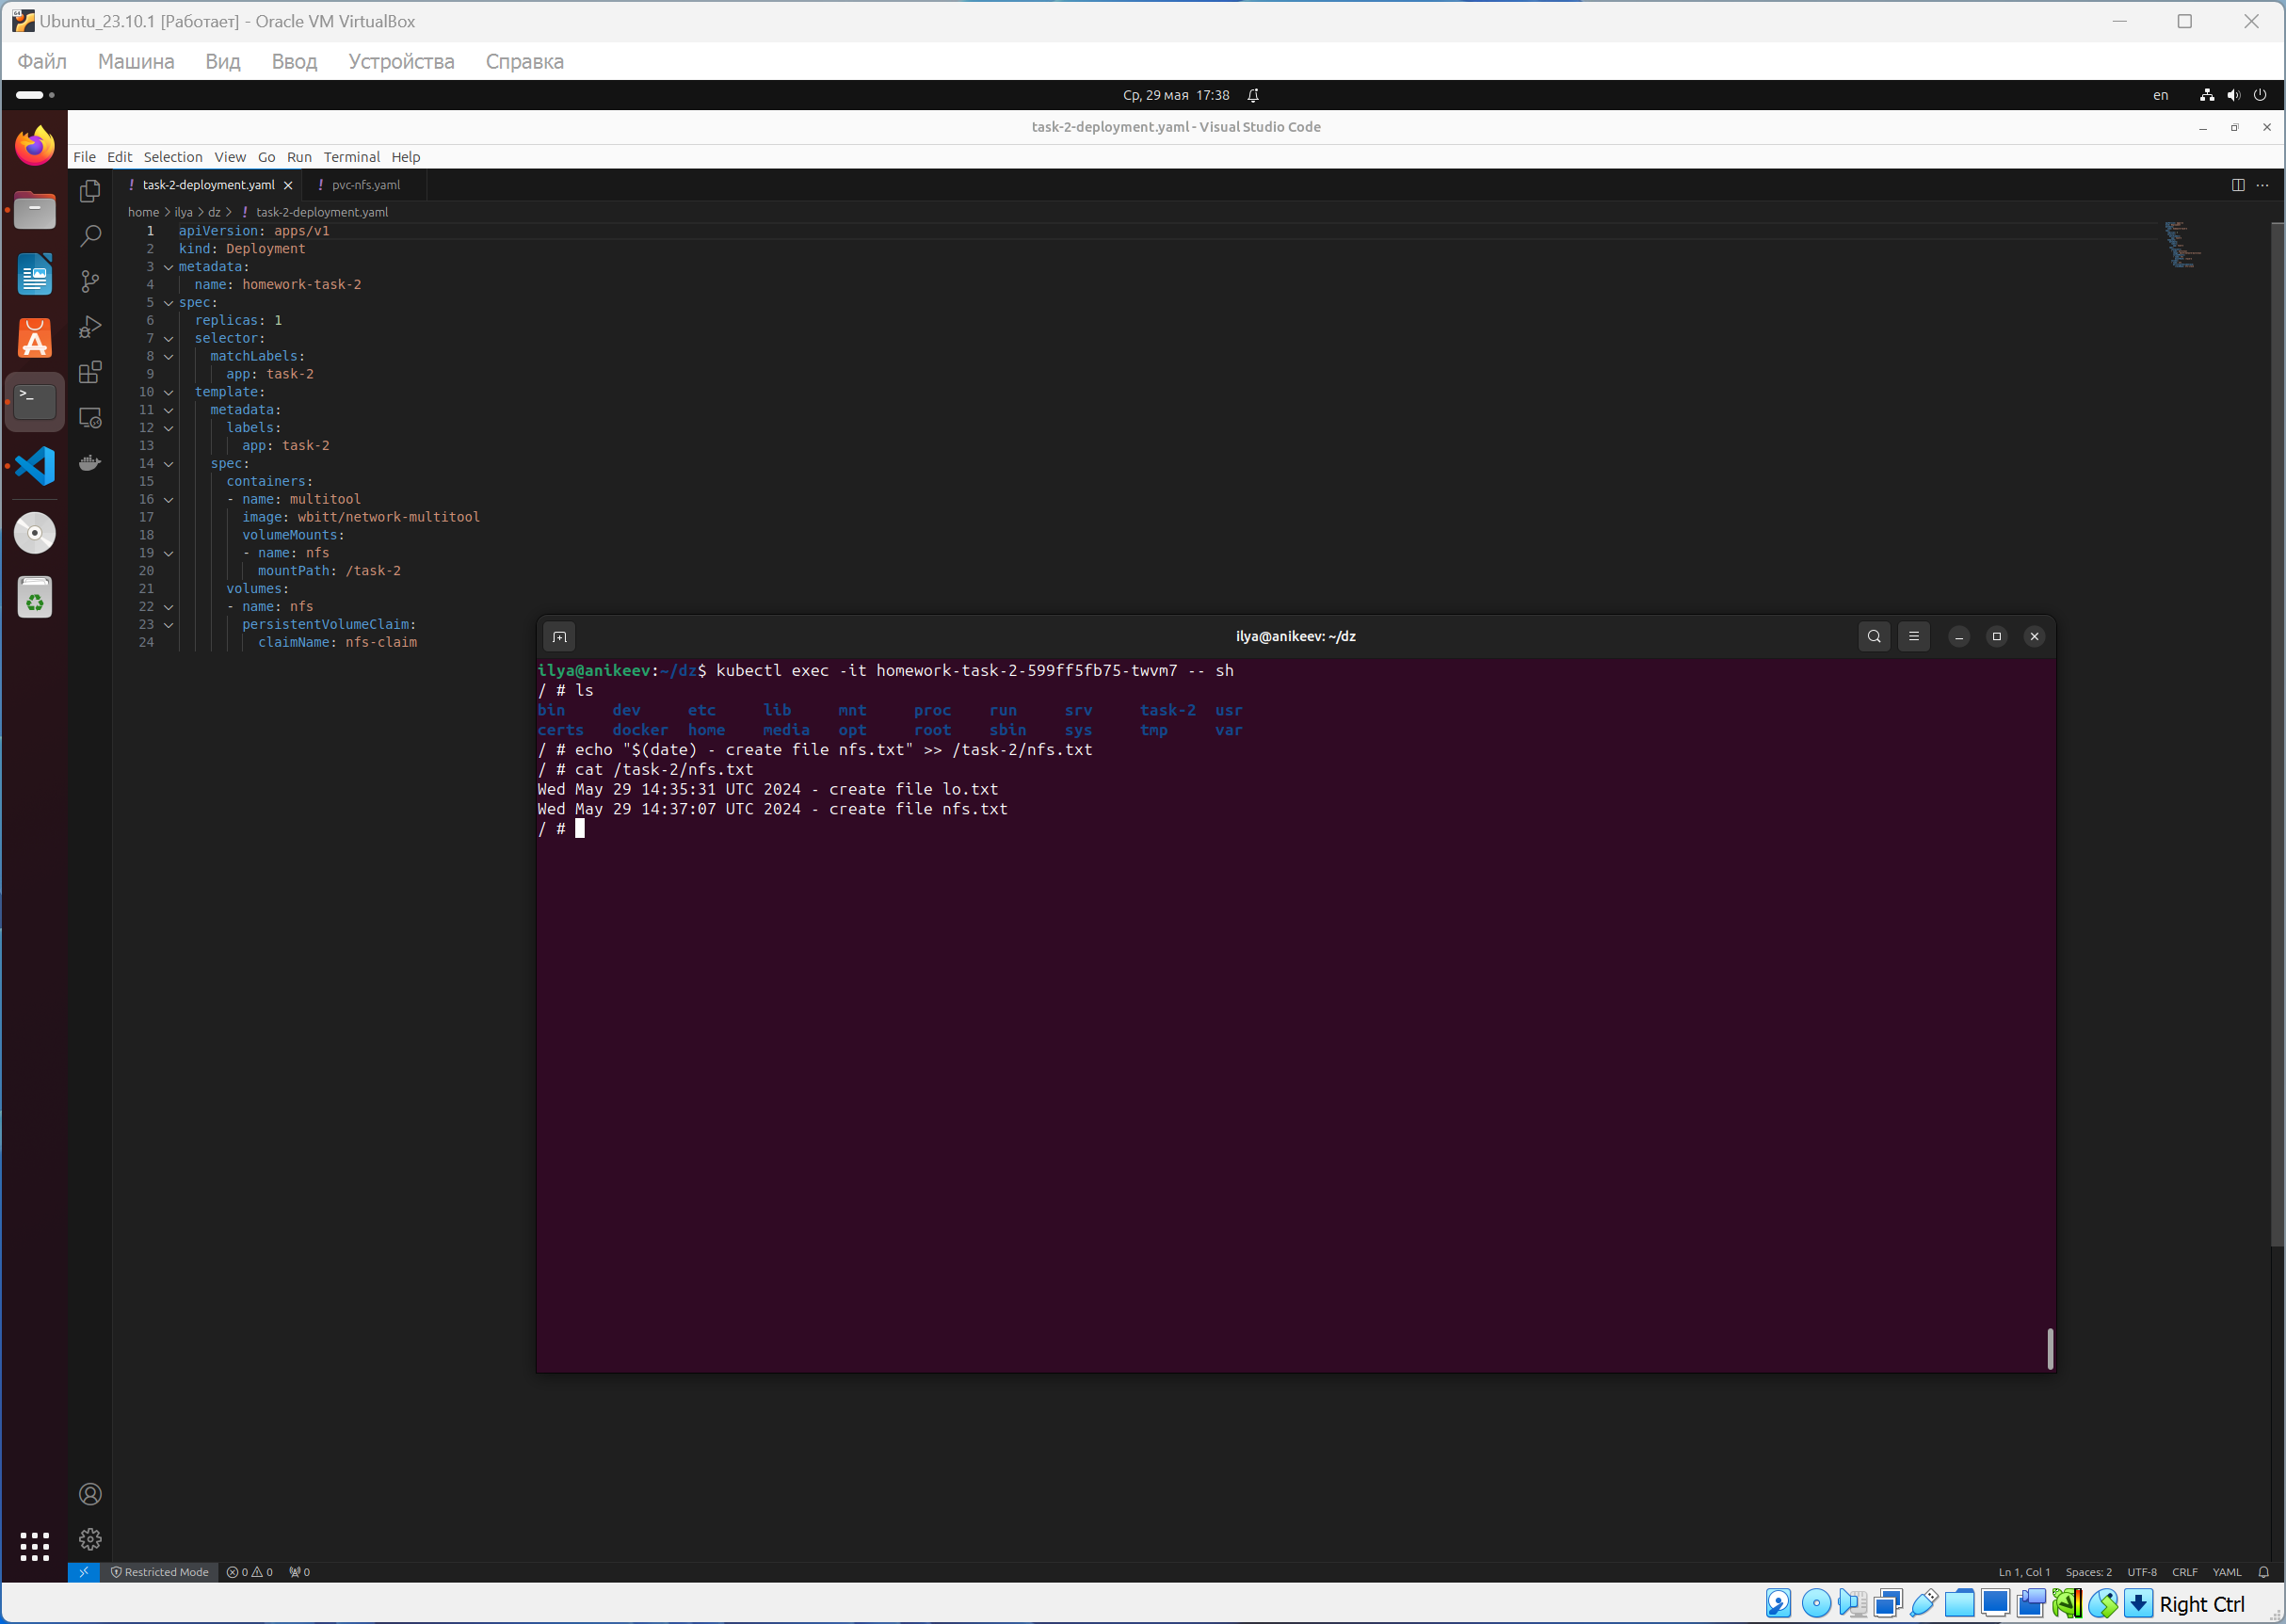 Ubuntu_23.10.1 [Работает] - Oracle VM VirtualBox
Файл Машина Вид Ввод Устройства Справка
Ср, 29 мая 17:38
en
task-2-deployment.yaml - Visual Studio Code
File Edit Selection View Go Run Terminal Help
! task-2-deployment.yaml ! pvc-nfs.yaml
home > ilya > dz > ! task-2-deployment.yaml
1 apiVersion: apps/v1
2 kind: Deployment
3 metadata:
4 name: homework-task-2
5 spec:
6 replicas: 1
7 selector:
8 matchLabels:
9 app: task-2
10 template:
11 metadata:
12 labels:
13 app: task-2
14 spec:
15 containers:
16 - name: multitool
17 image: wbitt/network-multitool
18 volumeMounts:
19 - name: nfs
20 mountPath: /task-2
21 volumes:
22 - name: nfs
23 persistentVolumeClaim:
24 claimName: nfs-claim
ilya@anikeev: ~/dz
ilya@anikeev:~/dz$ kubectl exec -it homework-task-2-599ff5fb75-twvm7 -- sh
/ # ls
bin dev etc lib mnt proc run srv task-2 usr
certs docker home media opt root sbin sys tmp var
/ # echo "$(date) - create file nfs.txt" >> /task-2/nfs.txt
/ # cat /task-2/nfs.txt
Wed May 29 14:35:31 UTC 2024 - create file lo.txt
Wed May 29 14:37:07 UTC 2024 - create file nfs.txt
/ #
Restricted Mode 0 0 0
Ln 1, Col 1 Spaces: 2 UTF-8 CRLF YAML
Right Ctrl